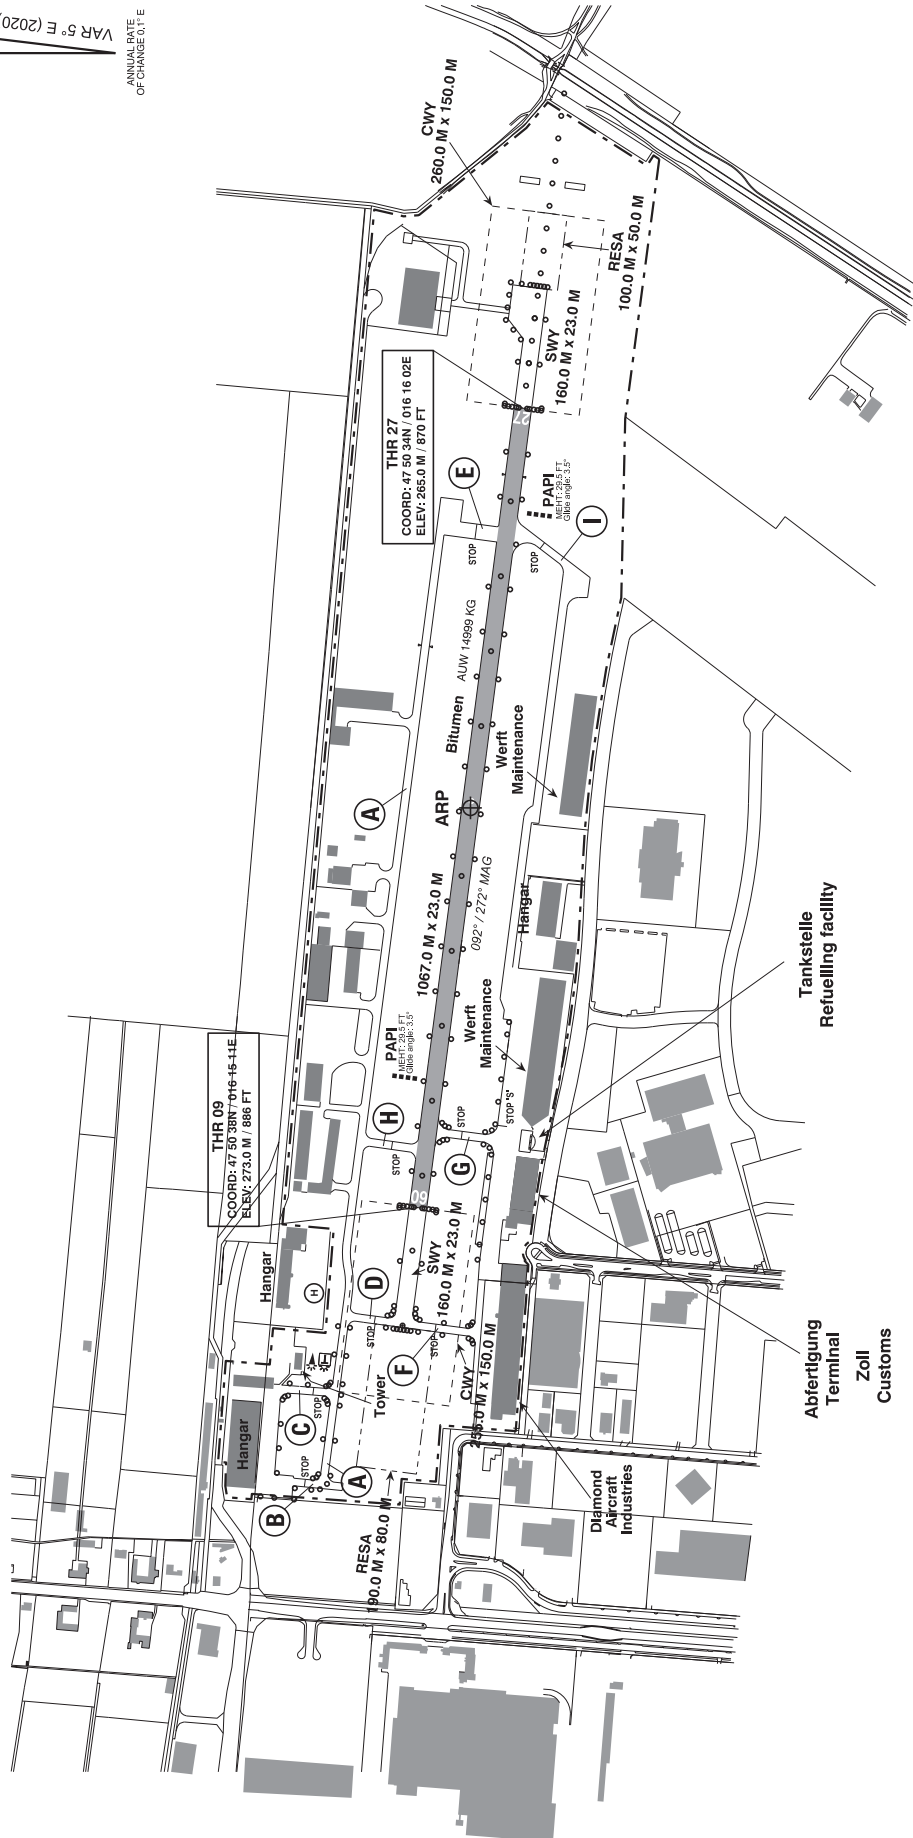 VAR 5° E (2020)
ANNUAL RATE
OF CHANGE 0,1° E
CWY
260.0 M x 150.0 M
RESA
100.0 M x 50.0 M
SWY
160.0 M x 23.0 M
THR 27
COORD: 47 50 34N / 016 16 02E
ELEV: 265.0 M / 870 FT
27
E
STOP
PAPI
MEHT: 29.5 FT
Glide angle: 3.5°
I
STOP
AUW 14999 KG
Bitumen
Werft
Maintenance
A
ARP
1067.0 M x 23.0 M
092° / 272° MAG
Hangar
Werft
Maintenance
PAPI
MEHT: 29.5 FT
Glide angle: 3.5°
Tankstelle
Refuelling facility
THR 09
COORD: 47 50 38N / 016 15 11E
ELEV: 273.0 M / 886 FT
H
STOP
STOP
STOP "S"
G
09
SWY
160.0 M x 23.0 M
Hangar
H
D
STOP
STOP
F
CWY
255.0 M x 150.0 M
Tower
T
Hangar
C
STOP
STOP
A
B
RESA
190.0 M x 80.0 M
Abfertigung
Terminal
Zoll
Customs
Diamond
Aircraft
Industries